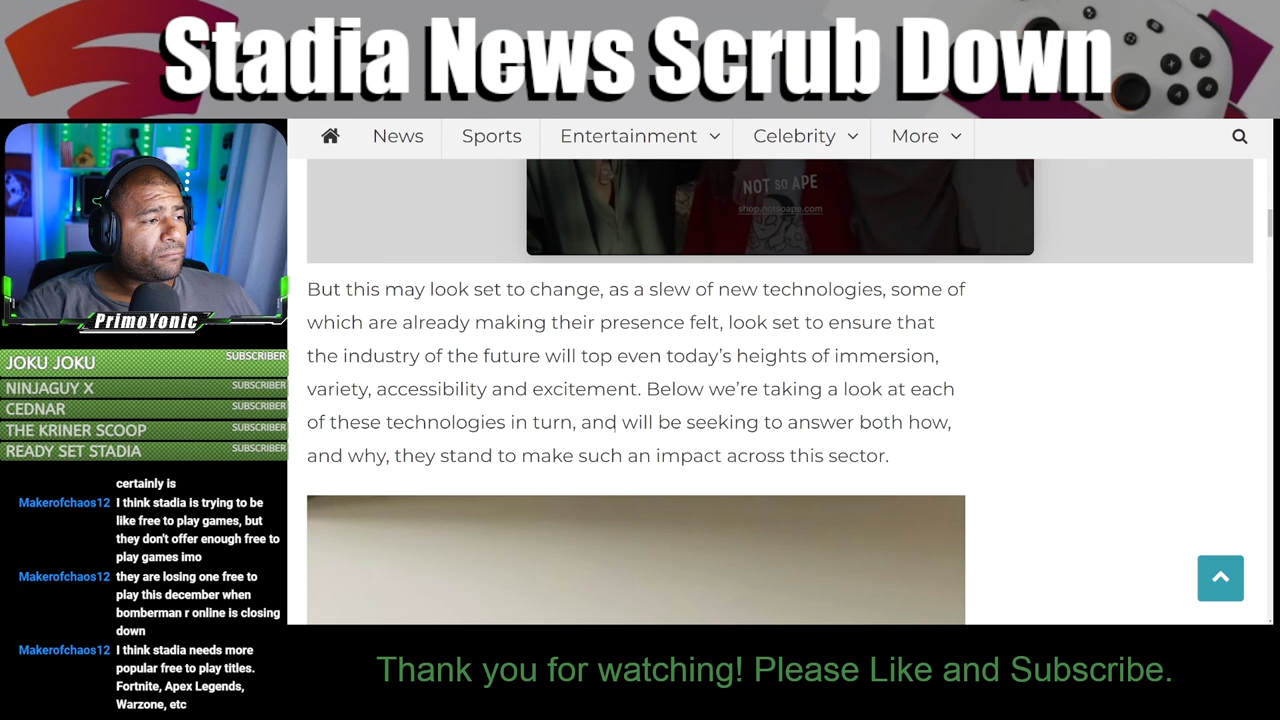 Stadia News Scrub Down
News
Sports
Entertainment
Celebrity
More
NOT SO APE
shop.notsoape.com
PrimoYonic
JOKU JOKU SUBSCRIBER
NINJAGUY X SUBSCRIBER
CEDNAR SUBSCRIBER
THE KRINER SCOOP SUBSCRIBER
READY SET STADIA SUBSCRIBER
certainly is
Makerofchaos12 I think stadia is trying to be
like free to play games, but
they don't offer enough free to
play games imo
Makerofchaos12 they are losing one free to
play this december when
bomberman r online is closing
down
Makerofchaos12 I think stadia needs more
popular free to play titles.
Fortnite, Apex Legends,
Warzone, etc
But this may look set to change, as a slew of new technologies, some of
which are already making their presence felt, look set to ensure that
the industry of the future will top even today's heights of immersion,
variety, accessibility and excitement. Below we're taking a look at each
of these technologies in turn, and will be seeking to answer both how,
and why, they stand to make such an impact across this sector.
Thank you for watching! Please Like and Subscribe.